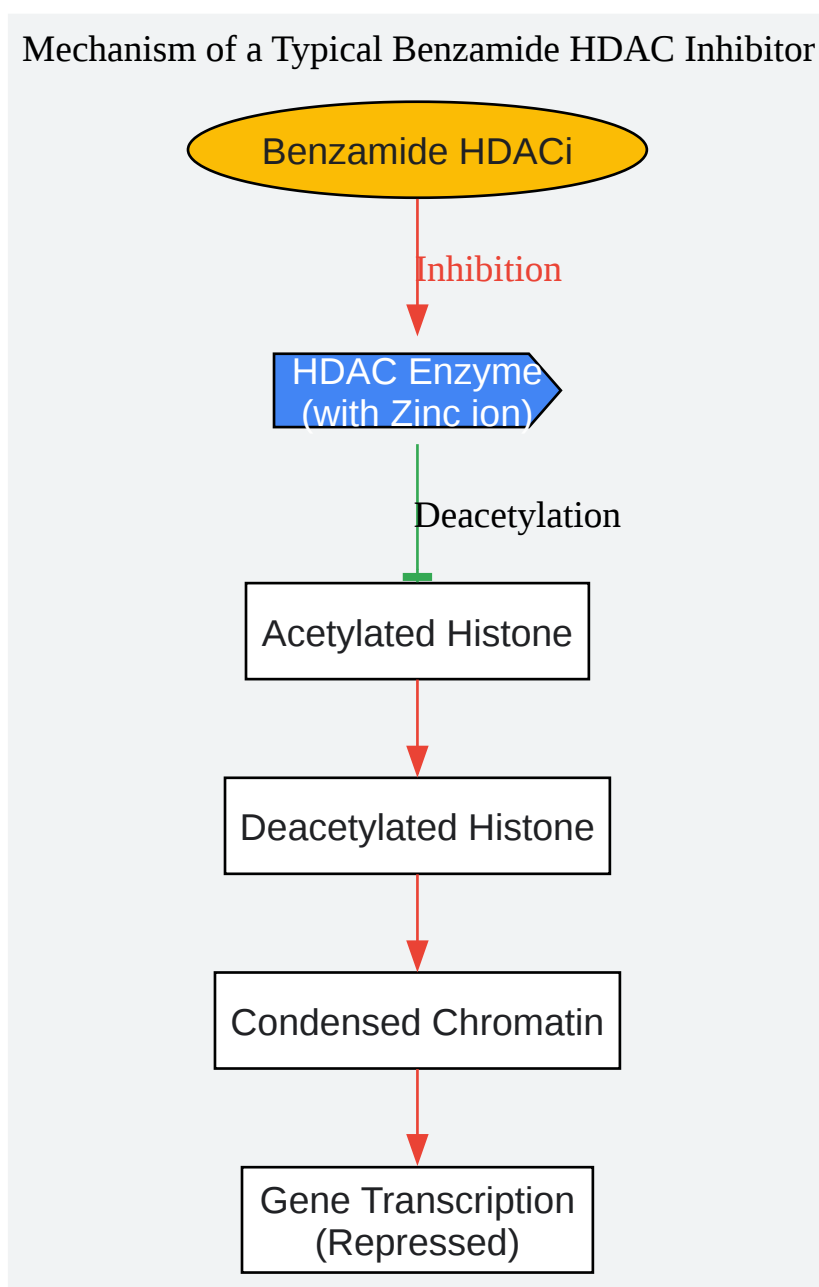 Mechanism of a Typical Benzamide HDAC Inhibitor
Benzamide HDACi
Inhibition
HDAC Enzyme
(with Zinc ion)
Deacetylation
Acetylated Histone
Deacetylated Histone
Condensed Chromatin
Gene Transcription
(Repressed)